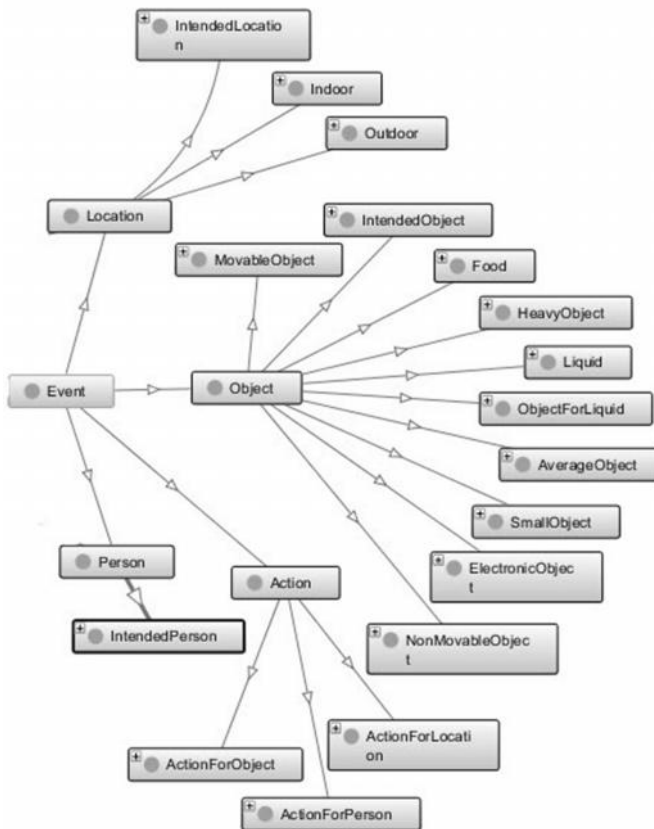 IntendedLocatio
n
Indoor
Outdoor
Location
IntendedObject
MovableObject
Food
HeavyObject
Liquid
Event
Object
ObjectForLiquid
AverageObject
SmallObject
Person
ElectronicObjec
t
Action
IntendedPerson
NonMovableObjec
t
ActionForLocati
on
ActionForObject
ActionForPerson